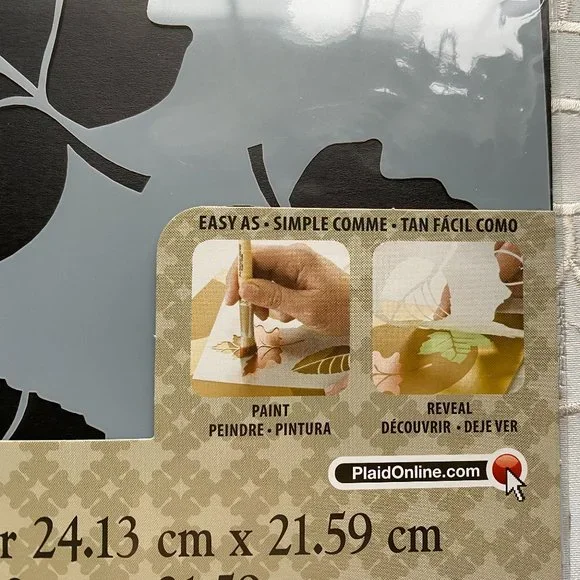 EASY AS • SIMPLE COMME • TAN FÁCIL COMO
PAINT
PEINDRE • PINTURA
REVEAL
DÉCOUVRIR • DEJE VER
PlaidOnline.com
r 24.13 cm x 21.59 cm